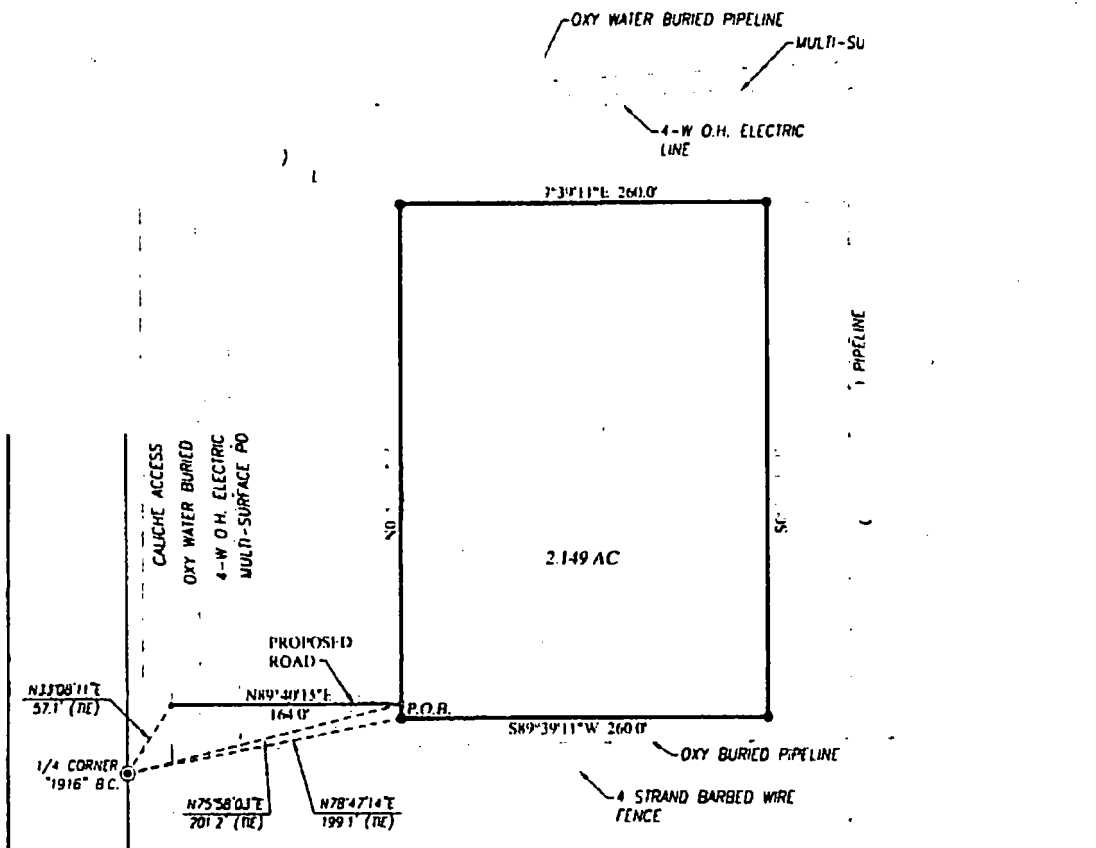 OXY WATER BURIED PIPELINE
MULTI-SU
4-W O.H. ELECTRIC
LINE
7°39'11"E 260.0'
PIPELINE
CALICHE ACCESS
OXY WATER BURIED
4-W O.H. ELECTRIC
MULTI-SURFACE PO
2.149 AC
PROPOSED
ROAD
N33°08'11"E
57.1' (TIE)
N89°40'15"E
164.0'
P.O.B.
S89°39'11"W 260.0'
OXY BURIED PIPELINE
1/4 CORNER
"1916" B.C.
N75°58'03"E
201.2' (TIE)
N78°47'14"E
199.1' (TIE)
4 STRAND BARBED WIRE
FENCE